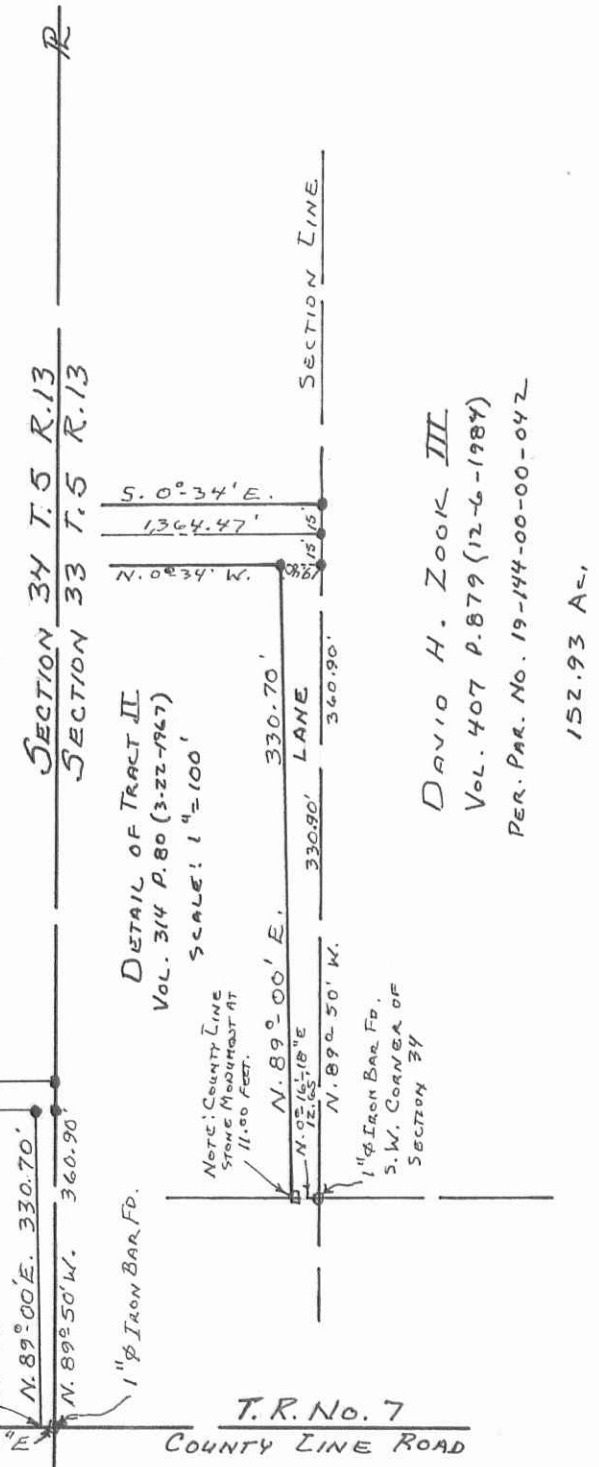 R
SECTION 34 T.5 R.13
SECTION 33 T.5 R.13
SECTION LINE
S. 0°-34' E.
1,364.47'
N. 0°34' W.
15'
15'
DETAIL OF TRACT II
VOL. 314 P.80 (3-22-1967)
SCALE: 1"=100'
330.70'
LANE
360.90'
330.90'
N. 89°-00' E.
N. 0°-16'-18"E
12.65'
N. 89° 50' W.
NOTE: COUNTY LINE
STONE MONUMENT AT
11.00 FEET.
1"Φ IRON BAR FD.
S.W. CORNER OF
SECTION 34
DAVID H. ZOOK III
VOL. 407 P.879 (12-6-1984)
PER. PAR. NO. 19-144-00-00-042
152.93 Ac.
N. 89°-00'E. 330.70'
N. 89°50'W. 360.90'
1"Φ IRON BAR FD.
"E
T.R. No. 7
COUNTY LINE ROAD